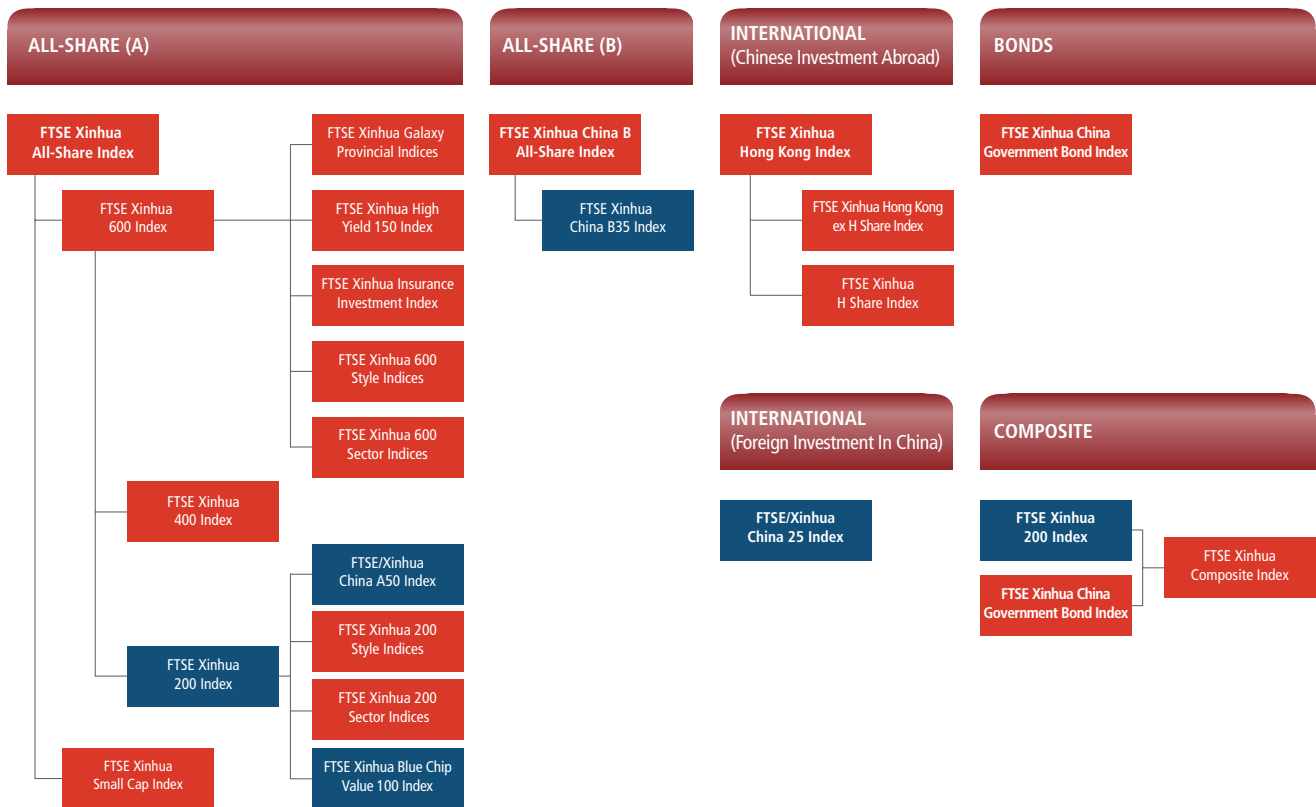 ALL-SHARE (A)
FTSE Xinhua
All-Share Index
FTSE Xinhua
600 Index
FTSE Xinhua Galaxy
Provincial Indices
FTSE Xinhua High
Yield 150 Index
FTSE Xinhua Insurance
Investment Index
FTSE Xinhua 600
Style Indices
FTSE Xinhua 600
Sector Indices
FTSE Xinhua
400 Index
FTSE Xinhua
200 Index
FTSE/Xinhua
China A50 Index
FTSE Xinhua 200
Style Indices
FTSE Xinhua 200
Sector Indices
FTSE Xinhua Blue Chip
Value 100 Index
FTSE Xinhua
Small Cap Index
ALL-SHARE (B)
FTSE Xinhua China B
All-Share Index
FTSE Xinhua
China B35 Index
INTERNATIONAL
(Chinese Investment Abroad)
FTSE Xinhua
Hong Kong Index
FTSE Xinhua Hong Kong
ex H Share Index
FTSE Xinhua
H Share Index
BONDS
FTSE Xinhua China
Government Bond Index
INTERNATIONAL
(Foreign Investment In China)
FTSE/Xinhua
China 25 Index
COMPOSITE
FTSE Xinhua
200 Index
FTSE Xinhua China
Government Bond Index
FTSE Xinhua
Composite Index